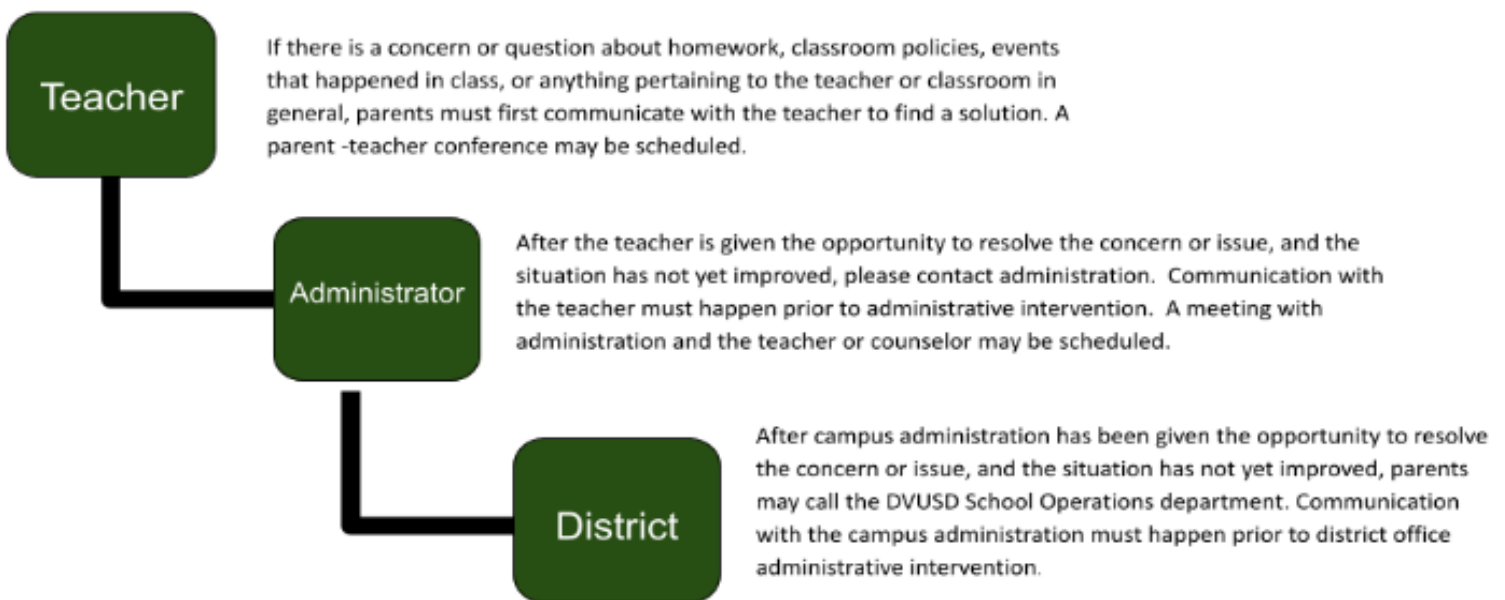 Teacher
If there is a concern or question about homework, classroom policies, events
that happened in class, or anything pertaining to the teacher or classroom in
general, parents must first communicate with the teacher to find a solution. A
parent -teacher conference may be scheduled.
Administrator
After the teacher is given the opportunity to resolve the concern or issue, and the
situation has not yet improved, please contact administration.  Communication with
the teacher must happen prior to administrative intervention.  A meeting with
administration and the teacher or counselor may be scheduled.
District
After campus administration has been given the opportunity to resolve
the concern or issue, and the situation has not yet improved, parents
may call the DVUSD School Operations department. Communication
with the campus administration must happen prior to district office
administrative intervention.